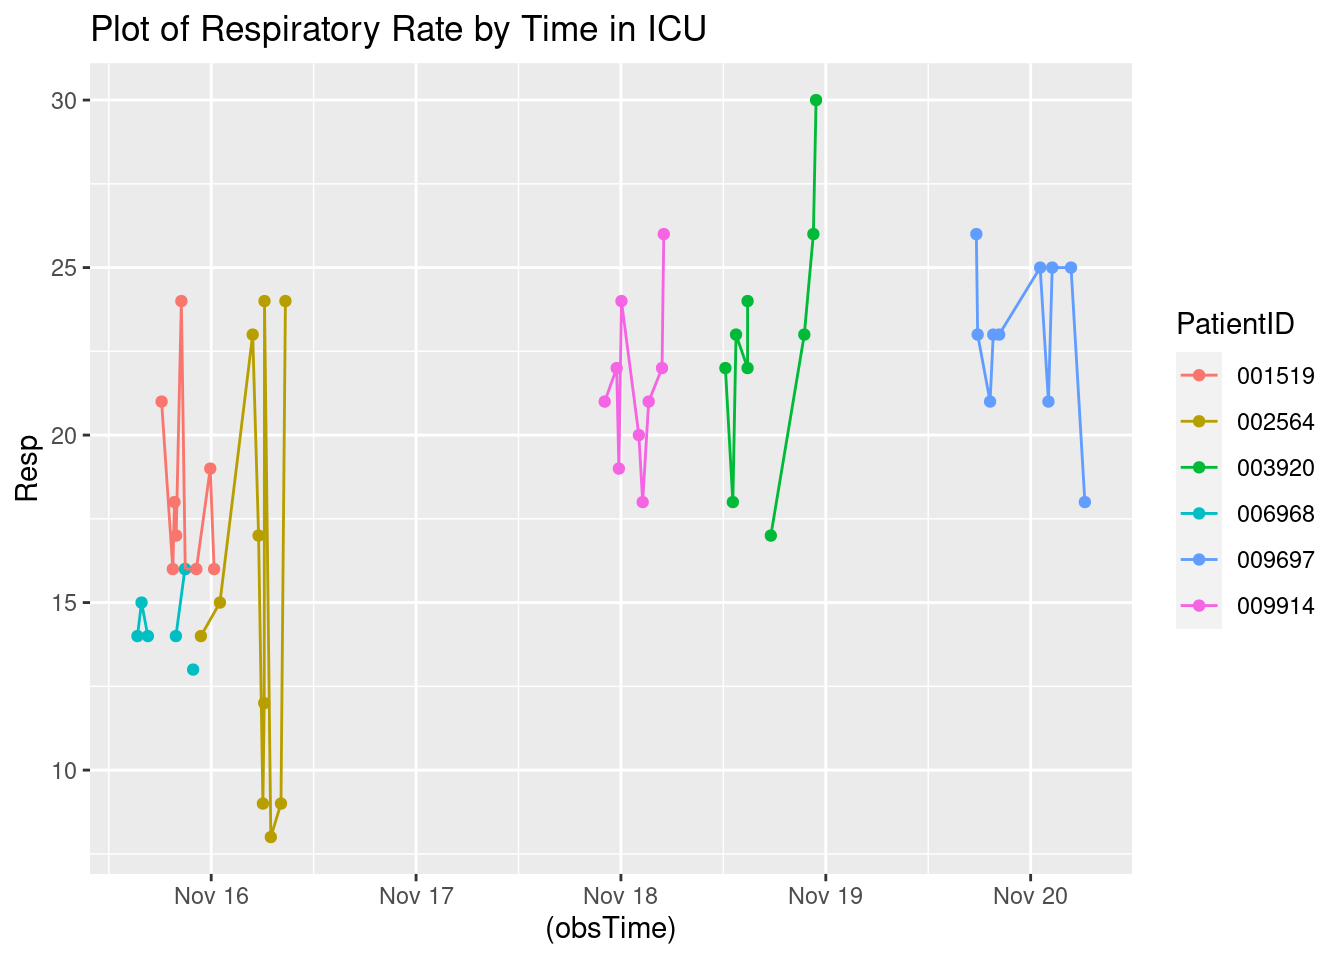 Plot of Respiratory Rate by Time in ICU
30
25
20
15
10
Resp
Nov 16
Nov 17
Nov 18
Nov 19
Nov 20
(obsTime)
PatientID
001519
002564
003920
006968
009697
009914